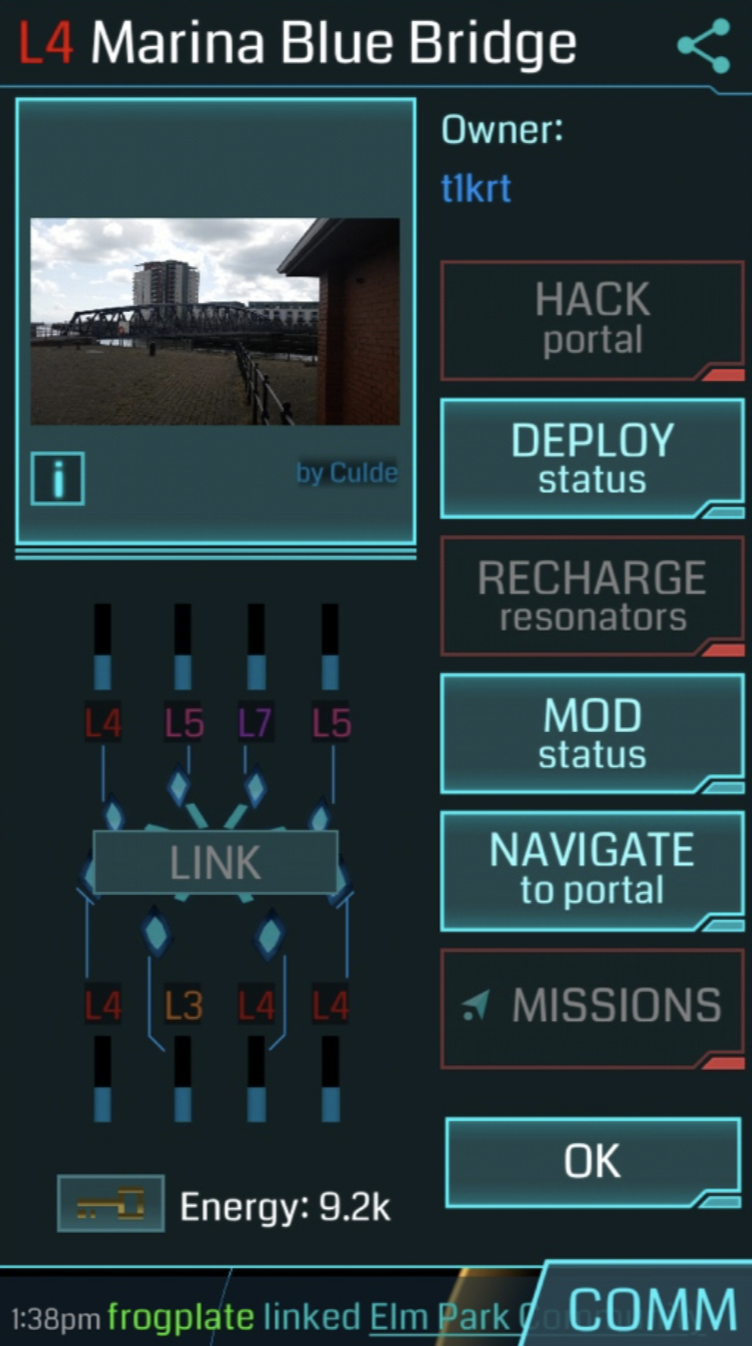 L4 Marina Blue Bridge
Owner:
t1krt
HACK
portal
i
by Culde
DEPLOY
status
RECHARGE
resonators
L4 L5 L7 L5
MOD
status
LINK
NAVIGATE
to portal
L4 L3 L4 L4
MISSIONS
OK
Energy: 9.2k
1:38pm frogplate linked Elm Park
COMM